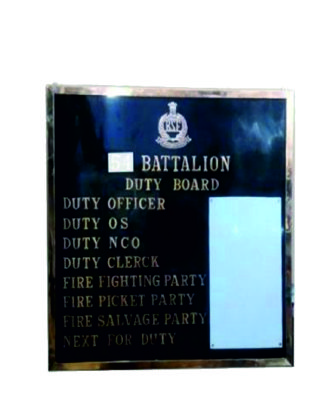 BSF
BATTALION
DUTY BOARD
DUTY OFFICER
DUTY OS
DUTY NCO
DUTY CLERCK
FIRE FIGHTING PARTY
FIRE PICKET PARTY
FIRE SALVAGE PARTY
NEXT FOR DUTY